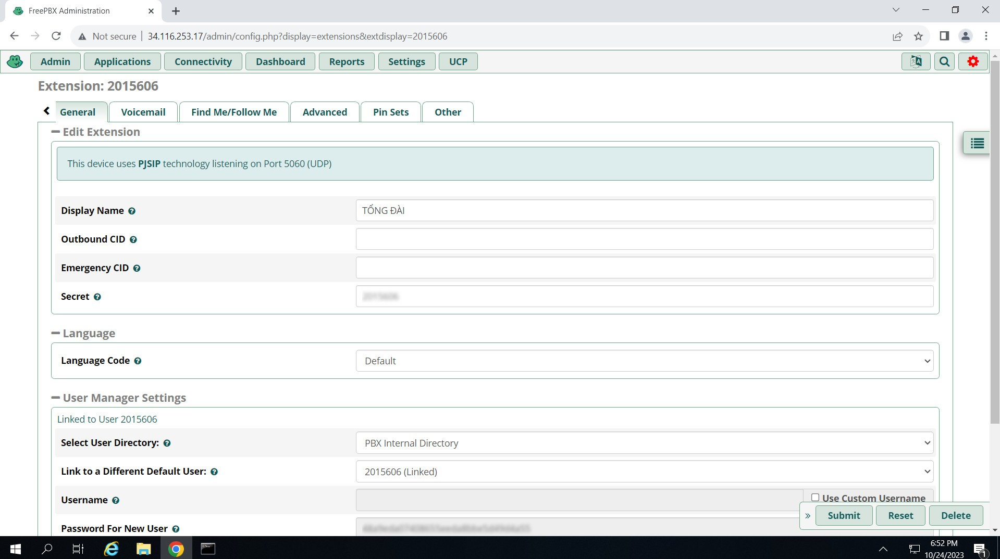 FreePBX Administration
Not secure 34.116.253.17/admin/config.php?display=extensions&extdisplay=2015606
Admin Applications Connectivity Dashboard Reports Settings UCP
Extension: 2015606
General Voicemail Find Me/Follow Me Advanced Pin Sets Other
Edit Extension
This device uses PJSIP technology listening on Port 5060 (UDP)
Display Name TỔNG ĐÀI
Outbound CID
Emergency CID
Secret
Language
Language Code Default
User Manager Settings
Linked to User 2015606
Select User Directory: PBX Internal Directory
Link to a Different Default User: 2015606 (Linked)
Username Use Custom Username
Submit Reset Delete
Password For New User
6:52 PM
10/24/2023
1